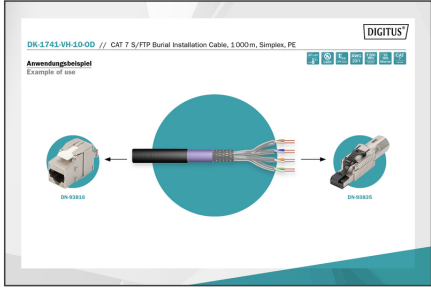 DIGITUS®
DK-1741-VH-10-OD // CAT 7 S/FTP Burial Installation Cable, 1000 m, Simplex, PE
Anwendungsbeispiel
Example of use
DN-93818
DN-93835